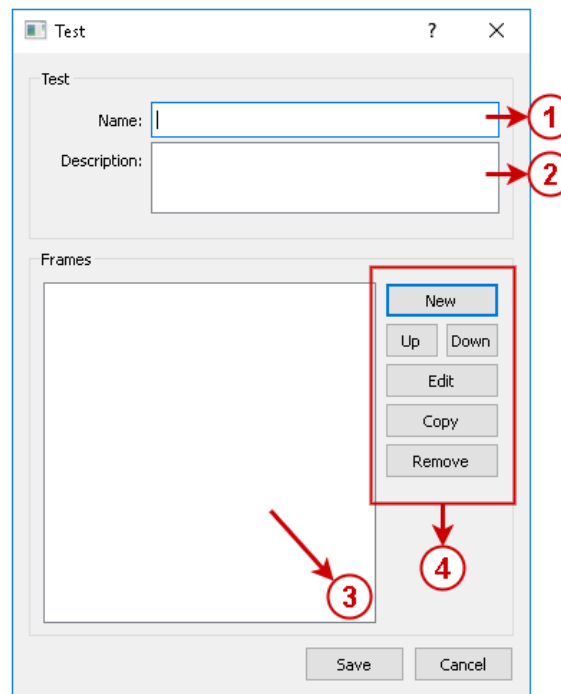 Test ?
Test
Name: 1
Description: 2
Frames
New
Up Down
Edit
Copy
Remove
4
3
Save Cancel